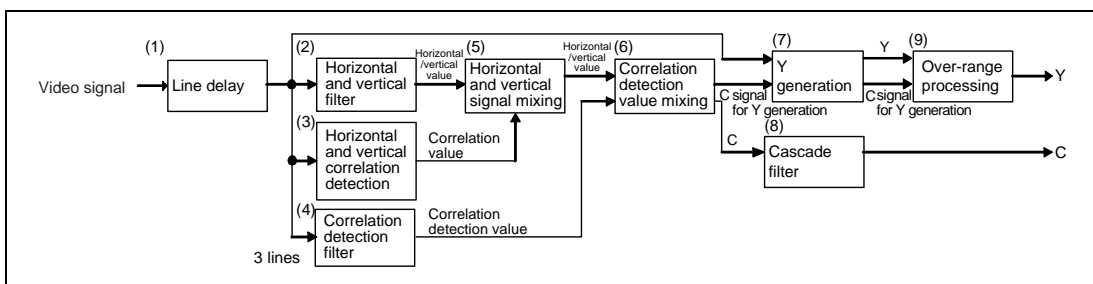 (1)
Video signal
Line delay
3 lines
(2)
Horizontal
and vertical
filter
Horizontal
/vertical
value
(3)
Horizontal
and vertical
correlation
detection
Correlation
value
(4)
Correlation
detection
filter
Correlation
detection value
(5)
Horizontal
and vertical
signal mixing
Horizontal
/vertical value
(6)
Correlation
detection
value mixing
C signal
for Y generation
C
(7)
Y
generation
Y
C signal
for Y generation
(8)
Cascade
filter
(9)
Over-range
processing
Y
C